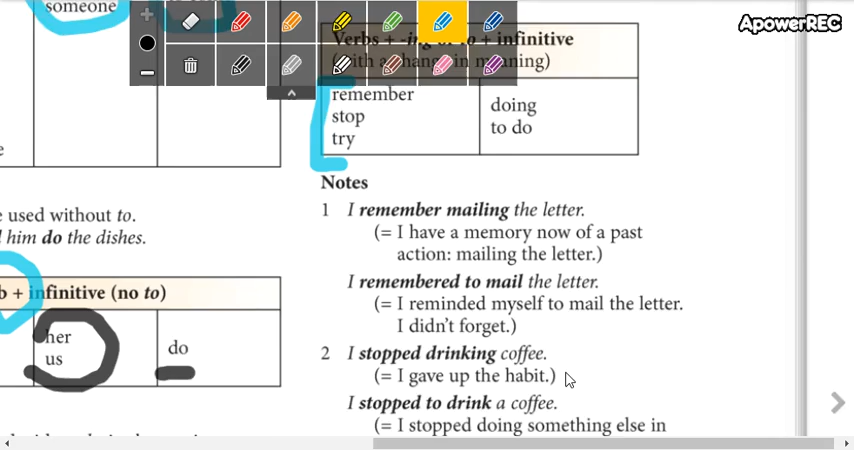 someone
ApowerREC
Verbs + -ing or to + infinitive
(with a change in meaning)
remember
stop
try
doing
to do
e
Notes
1 I remember mailing the letter.
(= I have a memory now of a past
action: mailing the letter.)
I remembered to mail the letter.
(= I reminded myself to mail the letter.
I didn't forget.)
2 I stopped drinking coffee.
(= I gave up the habit.)
I stopped to drink a coffee.
(= I stopped doing something else in
e used without to.
him do the dishes.
b + infinitive (no to)
her
us
do